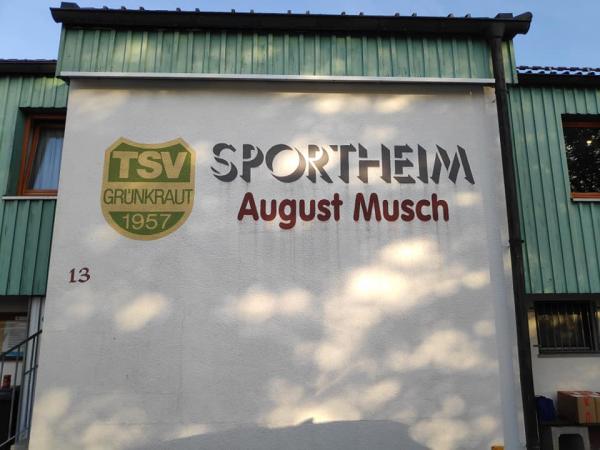 TSV
GRÜNKRAUT
1957
SPORTHEIM
August Musch
13